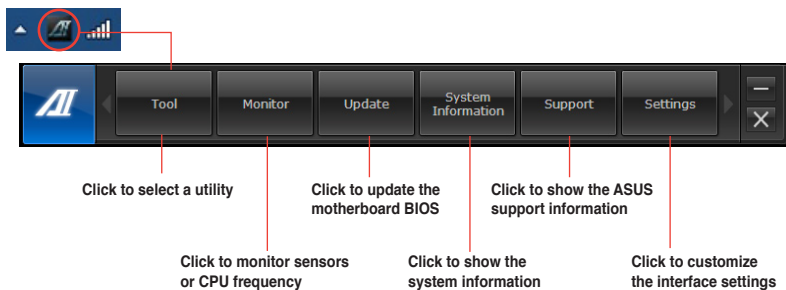 Tool
Monitor
Update
System
Information
Support
Settings
Click to select a utility
Click to update the
motherboard BIOS
Click to show the ASUS
support information
Click to monitor sensors
or CPU frequency
Click to show the
system information
Click to customize
the interface settings